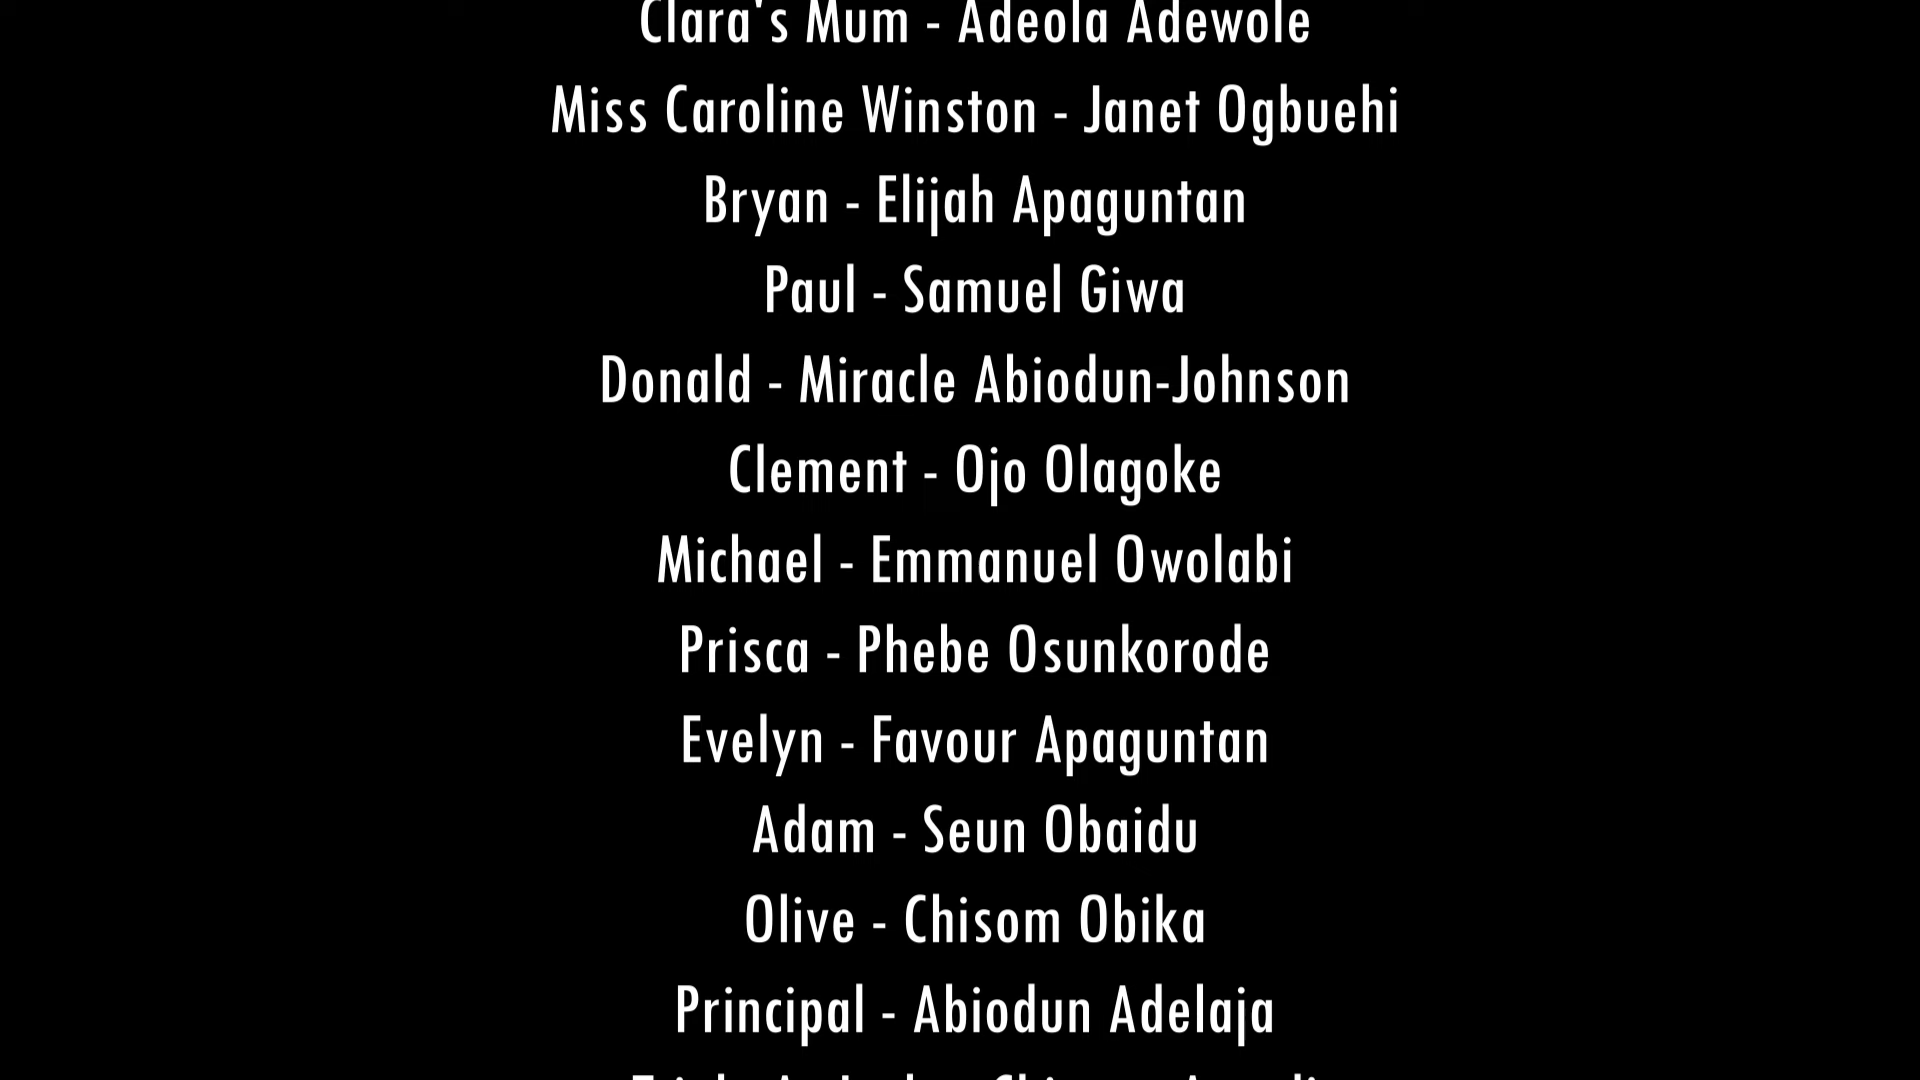 Clara's Mum - Adeola Adewole
Miss Caroline Winston - Janet Ogbuehi
Bryan - Elijah Apaguntan
Paul - Samuel Giwa
Donald - Miracle Abiodun-Johnson
Clement - Ojo Olagoke
Michael - Emmanuel Owolabi
Prisca - Phebe Osunkorode
Evelyn - Favour Apaguntan
Adam - Seun Obaidu
Olive - Chisom Obika
Principal - Abiodun Adelaja